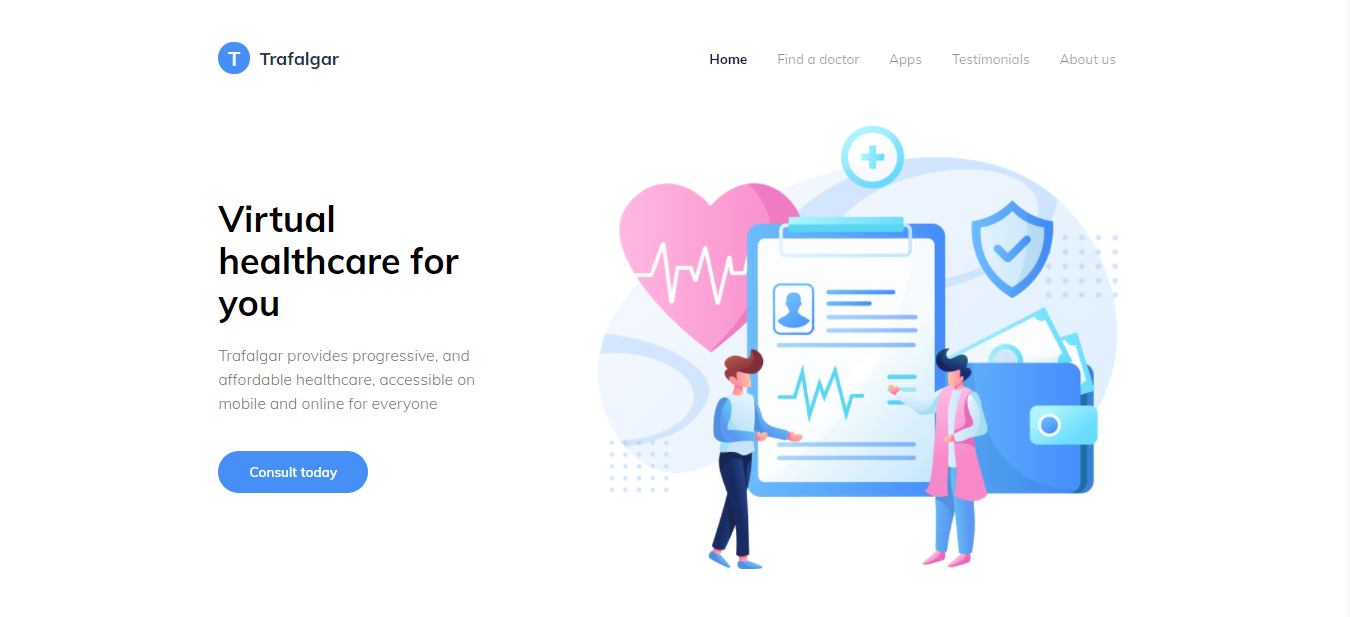 T Trafalgar
Home Find a doctor Apps Testimonials About us
Virtual
healthcare for
you
Trafalgar provides progressive, and
affordable healthcare, accessible on
mobile and online for everyone
Consult today